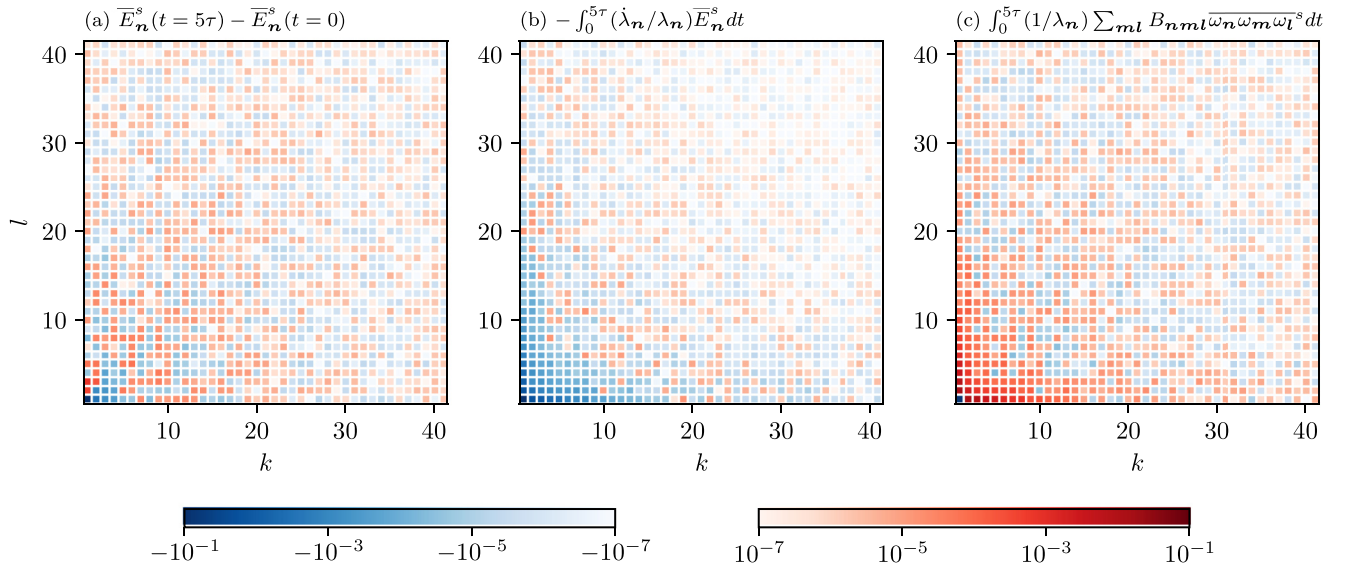 (a) $\overline{E}^s_{\boldsymbol{n}}(t = 5\tau) - \overline{E}^s_{\boldsymbol{n}}(t = 0)$
(b) $-\int_0^{5\tau}(\dot{\lambda}_{\boldsymbol{n}}/\lambda_{\boldsymbol{n}})\overline{E}^s_{\boldsymbol{n}}dt$
(c) $\int_0^{5\tau}(1/\lambda_{\boldsymbol{n}})\sum_{\boldsymbol{ml}} B_{\boldsymbol{nml}}\overline{\omega_{\boldsymbol{n}}\omega_{\boldsymbol{m}}\omega_{\boldsymbol{l}}}^s dt$
40 40 40
30 30 30
l
20 20 20
10 10 10
10 20 30 40 10 20 30 40 10 20 30 40
k k k
$-10^{-1}$ $-10^{-3}$ $-10^{-5}$ $-10^{-7}$ $10^{-7}$ $10^{-5}$ $10^{-3}$ $10^{-1}$